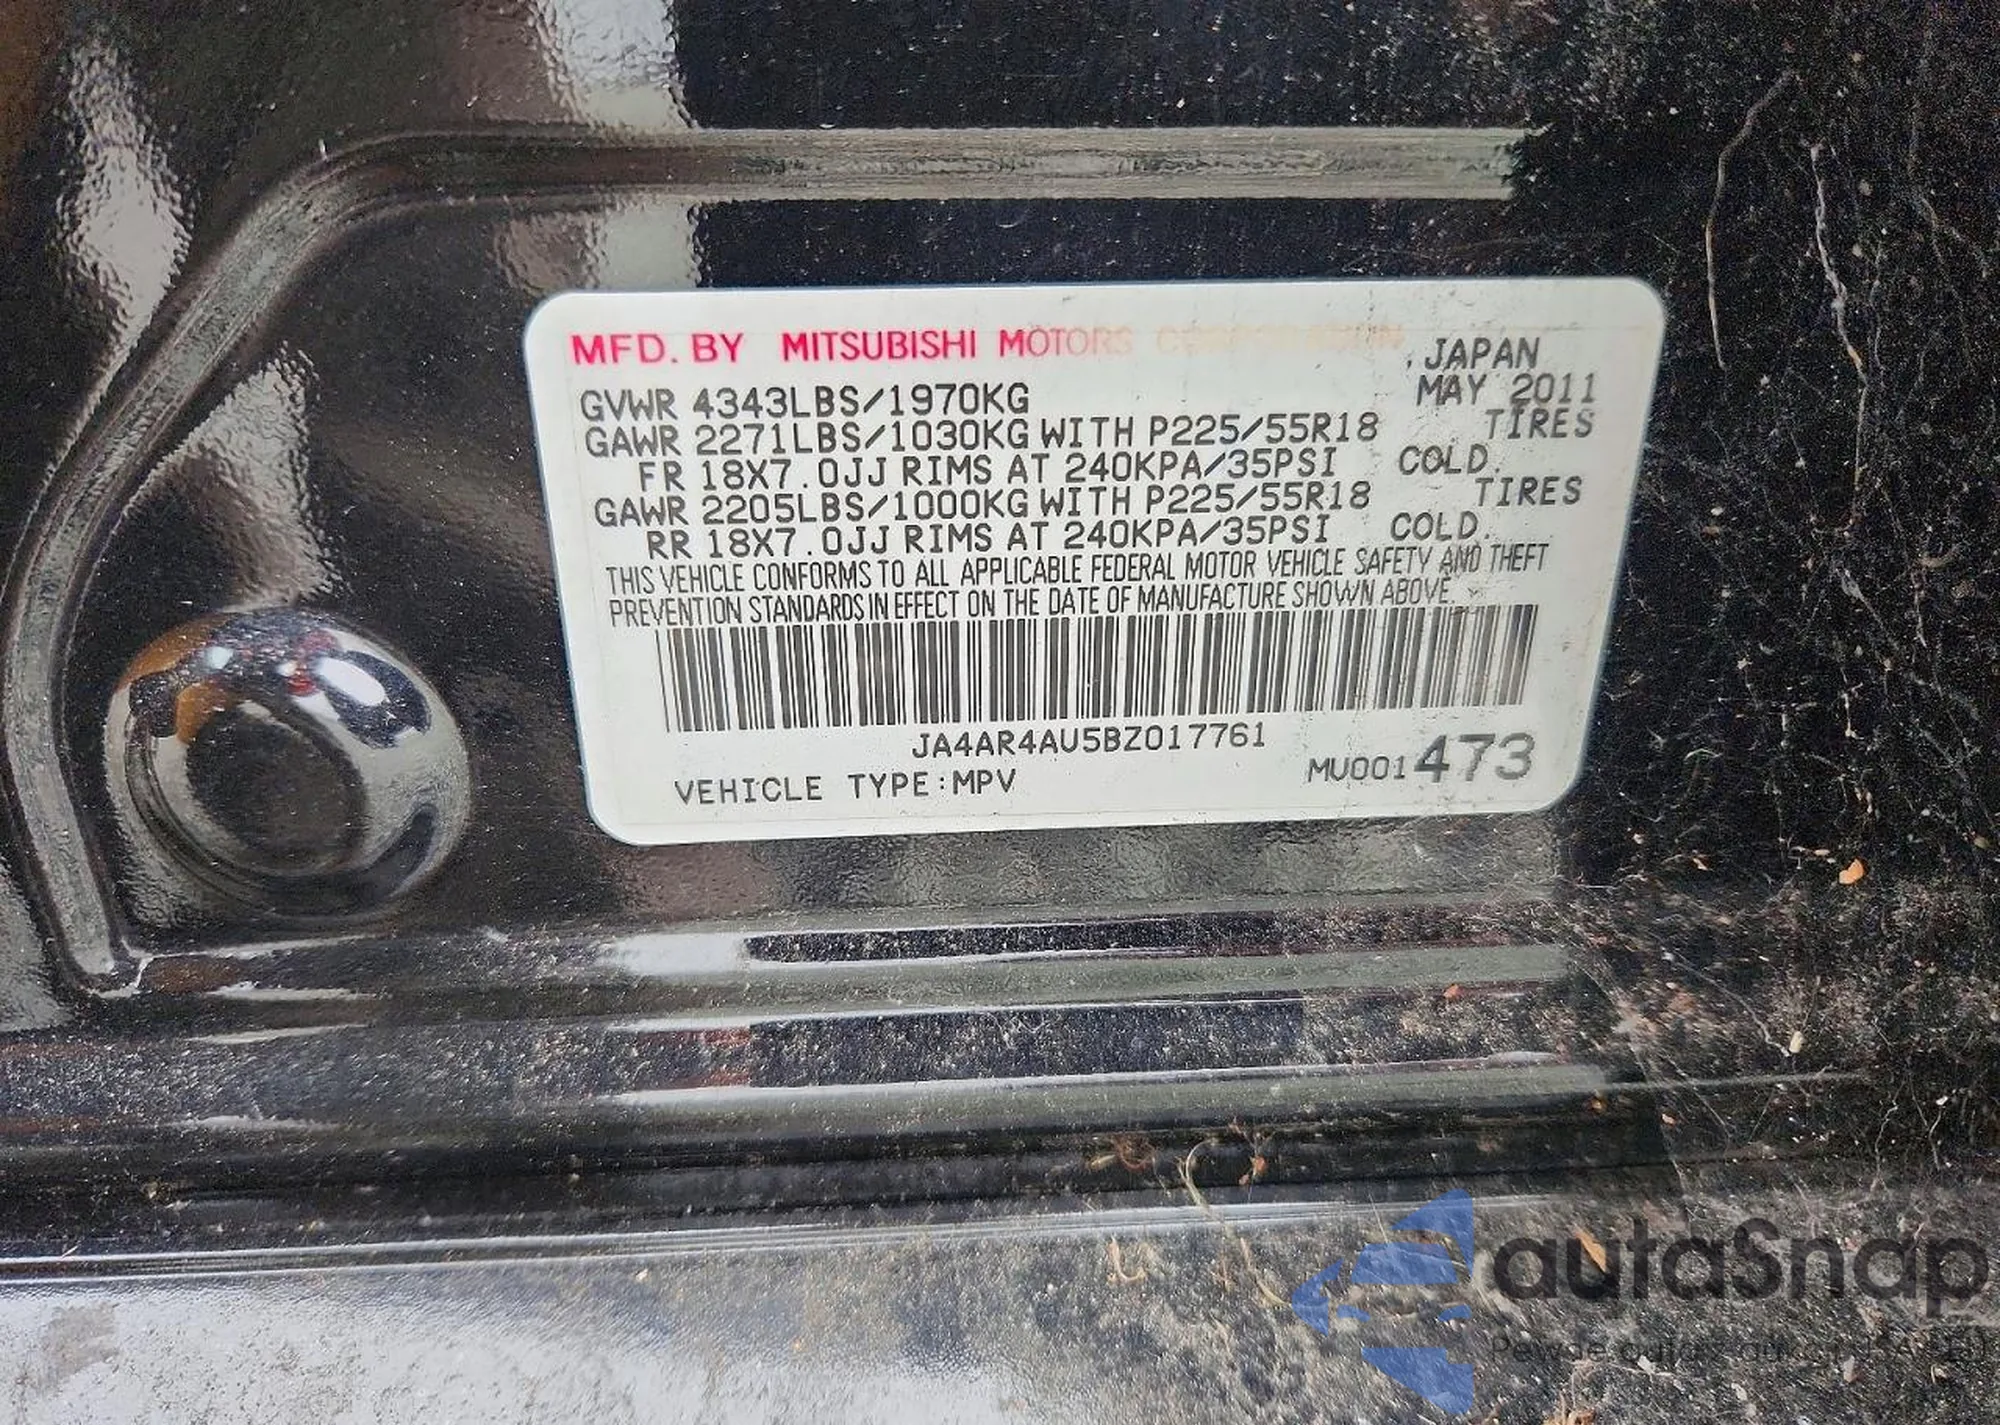 MFD. BY MITSUBISHI MOTORS CORPORATION JAPAN
GVWR 4343LBS/1970KG MAY 2011
GAWR 2271LBS/1030KG WITH P225/55R18 TIRES
FR 18X7.0JJ RIMS AT 240KPA/35PSI COLD.
GAWR 2205LBS/1000KG WITH P225/55R18 TIRES
RR 18X7.0JJ RIMS AT 240KPA/35PSI COLD.
THIS VEHICLE CONFORMS TO ALL APPLICABLE FEDERAL MOTOR VEHICLE SAFETY AND THEFT
PREVENTION STANDARDS IN EFFECT ON THE DATE OF MANUFACTURE SHOWN ABOVE.
JA4AR4AU5BZ017761
VEHICLE TYPE:MPV MU001473
autaSnap
Pewne